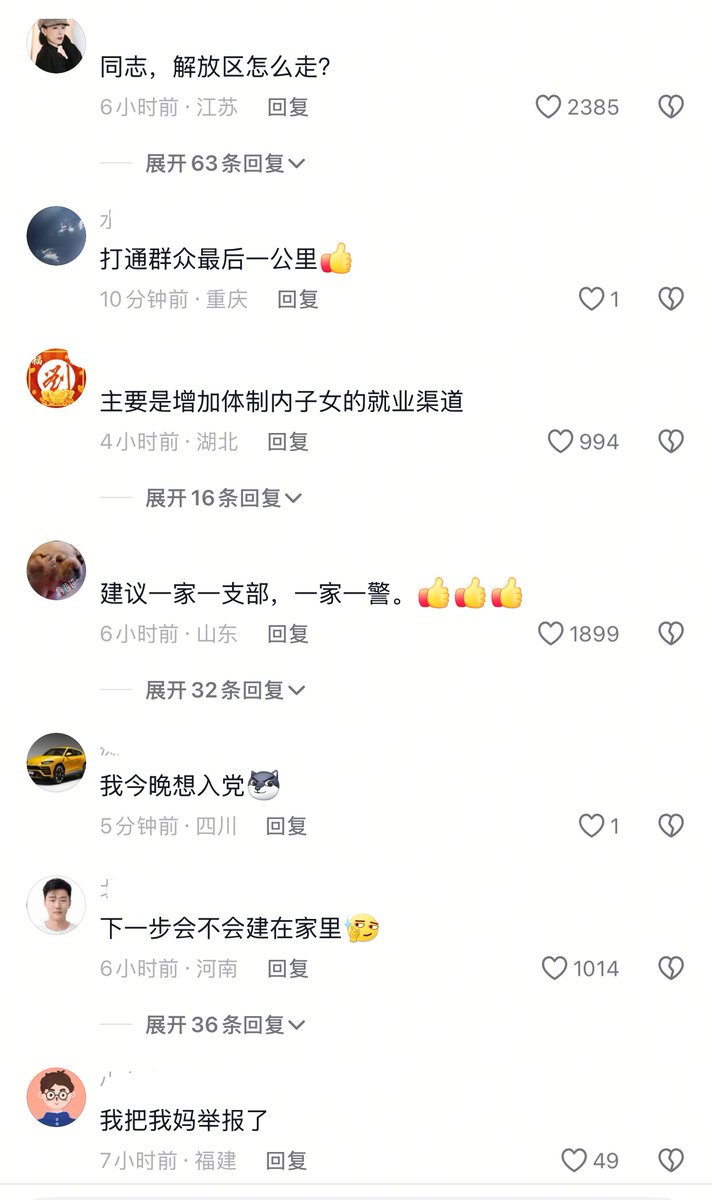 同志，解放区怎么走?
6小时前 · 江苏 回复 2385
展开63条回复
打通群众最后一公里
10分钟前 · 重庆 回复 1
主要是增加体制内子女的就业渠道
4小时前 · 湖北 回复 994
展开16条回复
建议一家一支部，一家一警。
6小时前 · 山东 回复 1899
展开32条回复
我今晚想入党
5分钟前 · 四川 回复 1
下一步会不会建在家里
6小时前 · 河南 回复 1014
展开36条回复
我把我妈举报了
7小时前 · 福建 回复 49